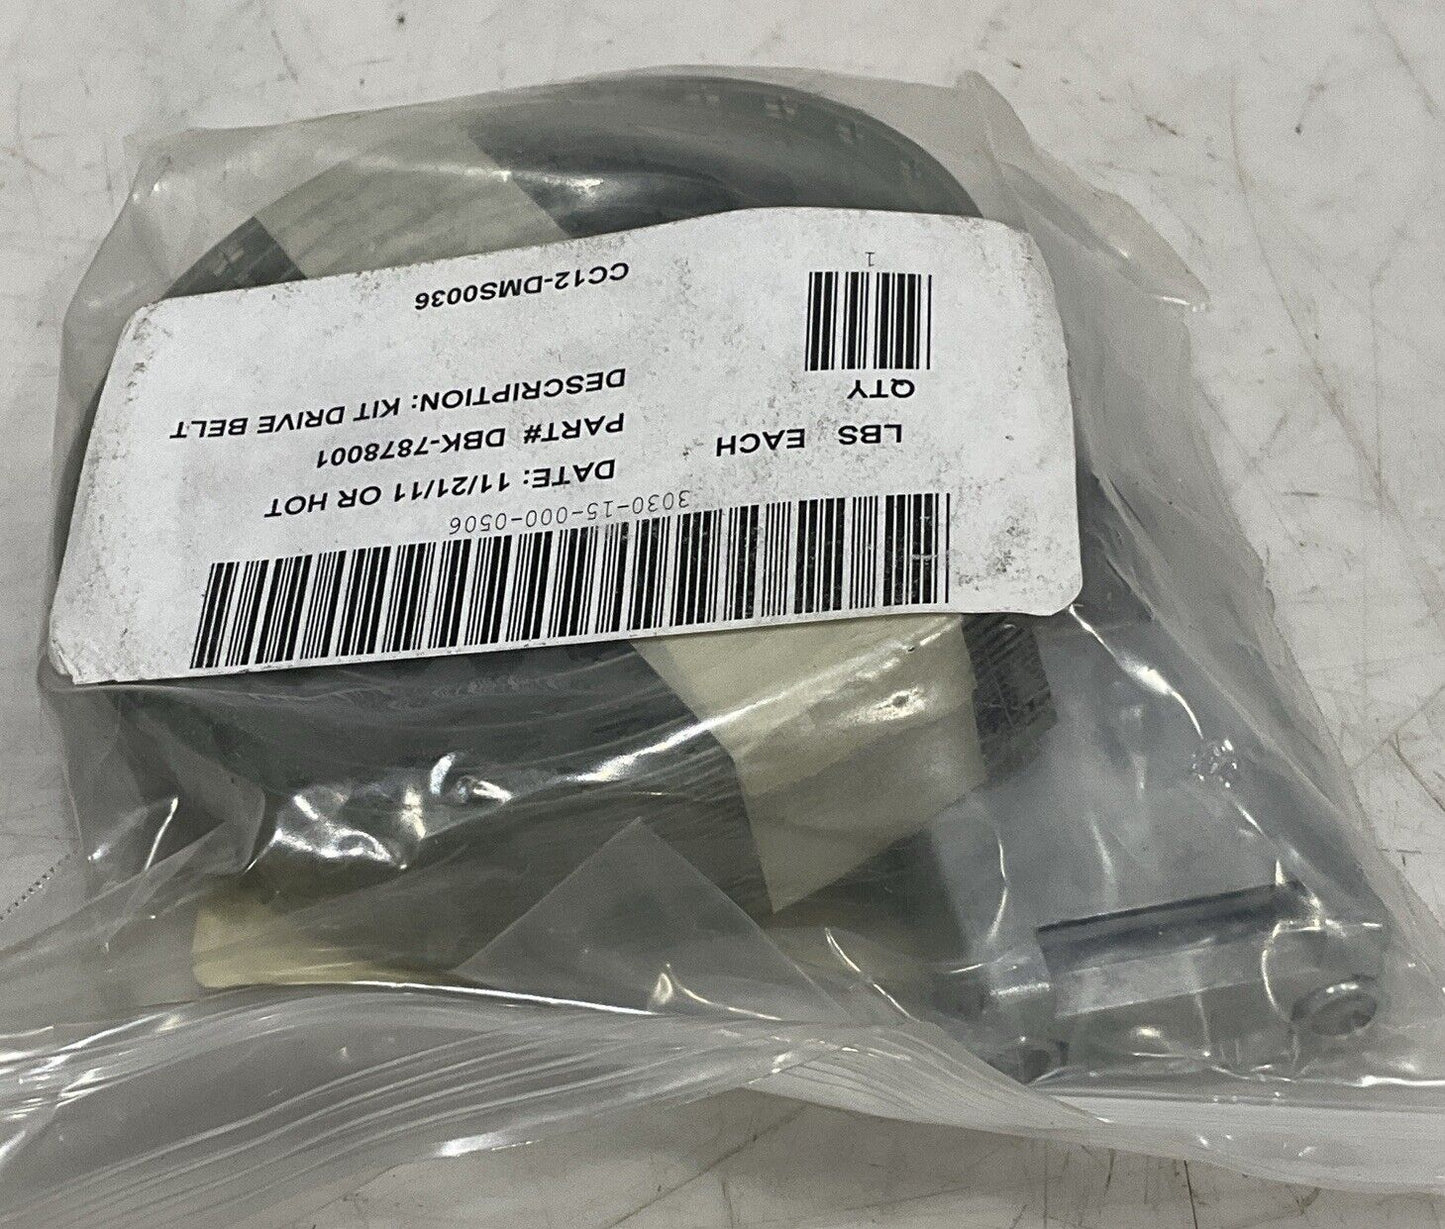 3030-15-000-0506
DATE: 11/21/11 OR HOT
PART# DBK-7878001
DESCRIPTION: KIT DRIVE BELT
LBS EACH
QTY
1
CC12-DMS0036